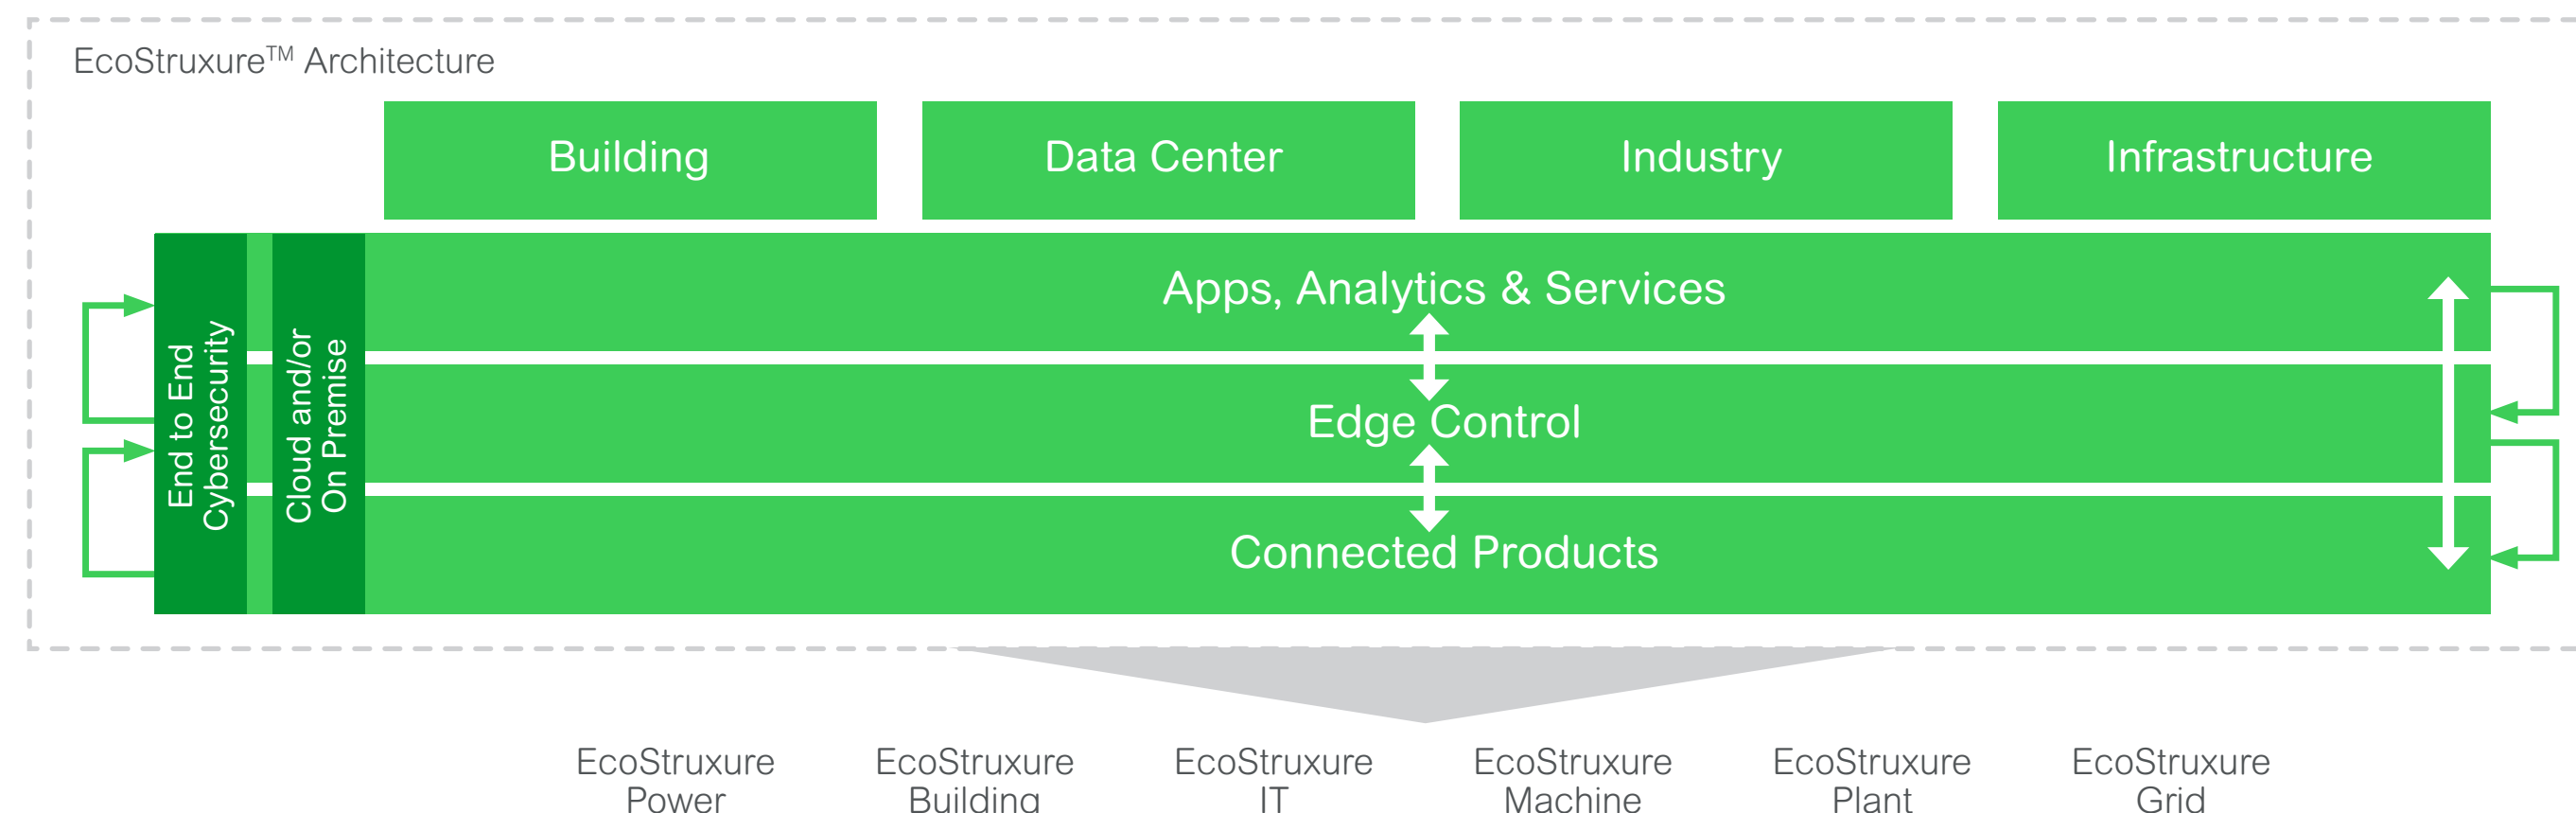 EcoStruxure™ Architecture
Building
Data Center
Industry
Infrastructure
End to End
Cybersecurity
Cloud and/or
On Premise
Apps, Analytics & Services
Edge Control
Connected Products
EcoStruxure
Power
EcoStruxure
Building
EcoStruxure
IT
EcoStruxure
Machine
EcoStruxure
Plant
EcoStruxure
Grid